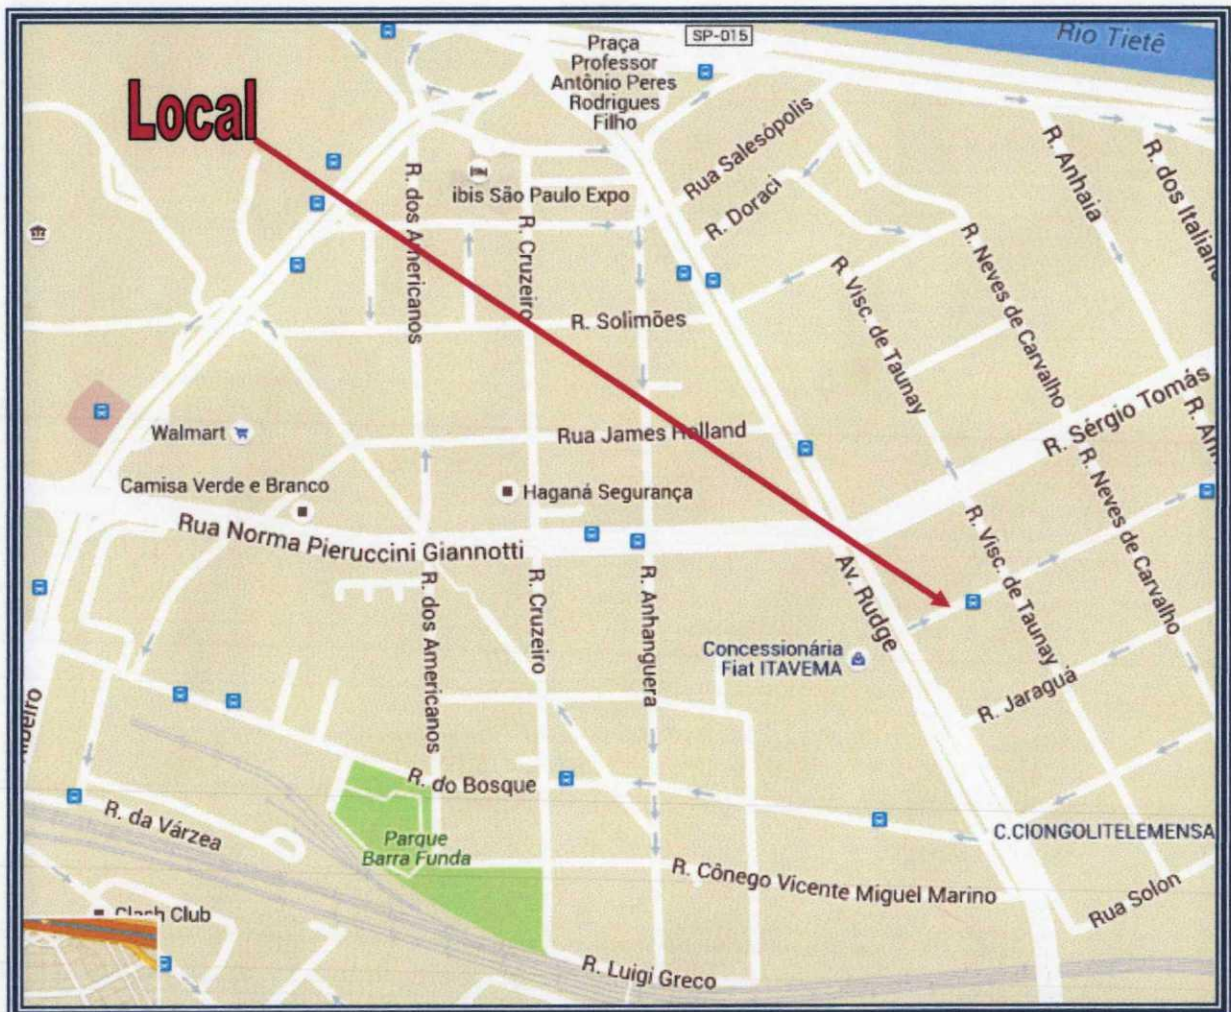 SP-015
Rio Tietê
Praça
Professor
Antônio Peres
Rodrigues
Filho
Local
Rua Salesópolis
R. Anhaia
R. dos Italiano
R. dos Americanos
ibis São Paulo Expo
R. Cruzeiro
R. Doraci
R. Neves de Carvalho
R. Visc. de Taunay
R. Solimões
R. Sérgio Tomás
Walmart
Rua James Holland
Camisa Verde e Branco
Haganá Segurança
R. Neves de Carvalho
Rua Norma Pieruccini Giannotti
R. Visc. de Taunay
Av. Rudge
R. dos Americanos
R. Cruzeiro
R. Anhanguera
Concessionária
Fiat ITAVEMA
R. Jaraguá
R. do Bosque
R. da Várzea
C.CIONGOLITELEMENSA
Parque
Barra Funda
R. Cônego Vicente Miguel Marino
Rua Solon
Clash Club
R. Luigi Greco